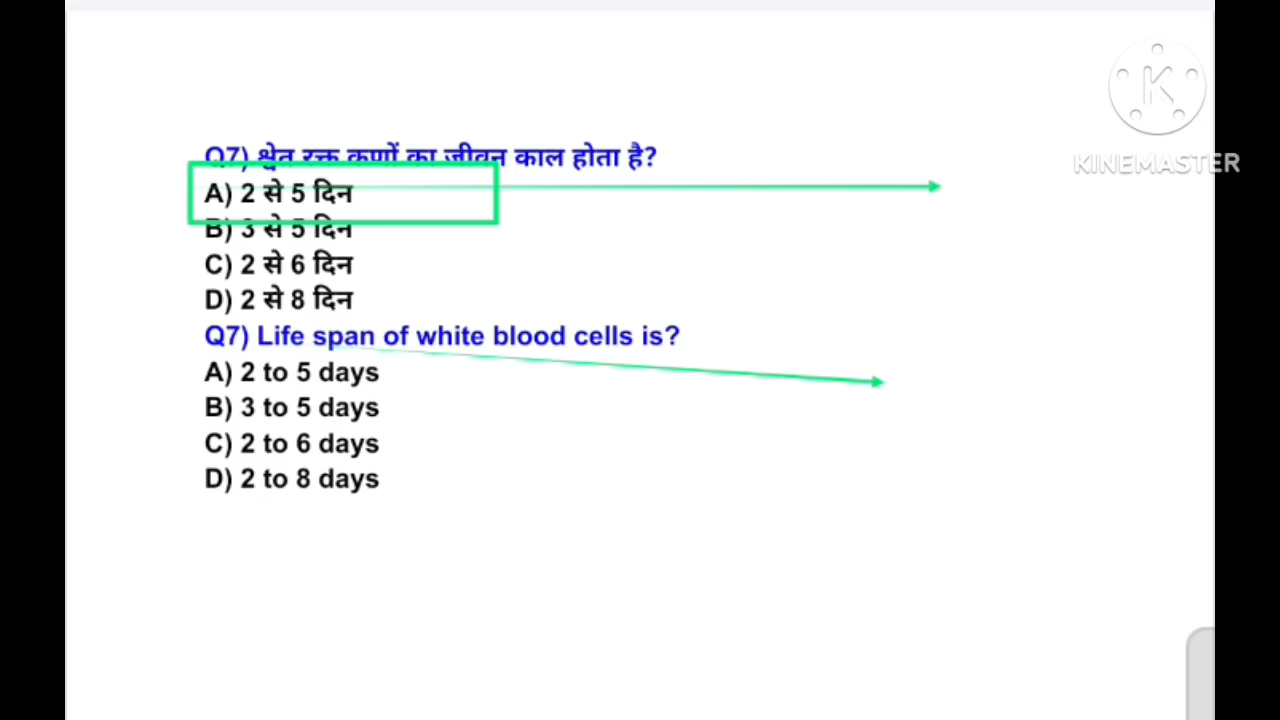 Q7) श्वेत रक्त कणों का जीवन काल होता है?
A) 2 से 5 दिन
B) 3 से 5 दिन
C) 2 से 6 दिन
D) 2 से 8 दिन
Q7) Life span of white blood cells is?
A) 2 to 5 days
B) 3 to 5 days
C) 2 to 6 days
D) 2 to 8 days
K
KINEMASTER